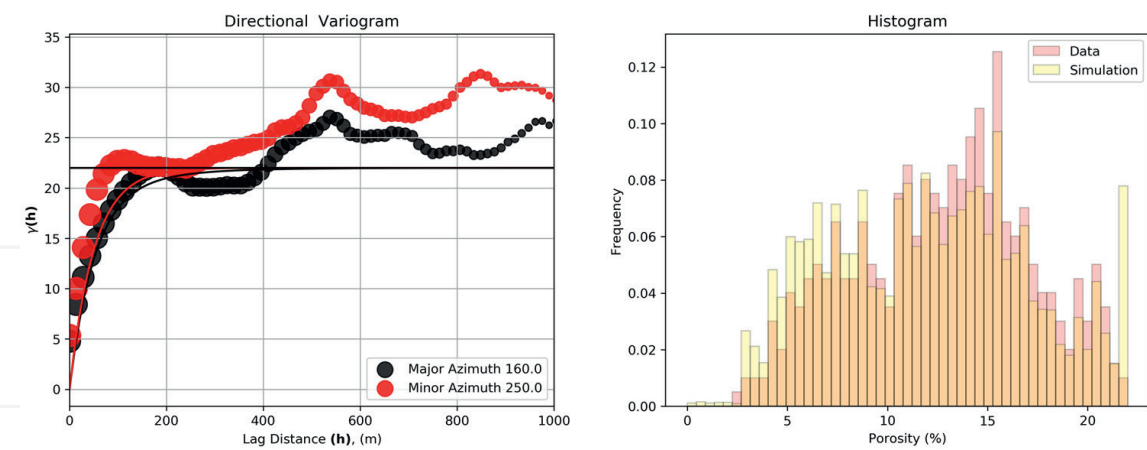 Directional Variogram
35
30
25
20
15
10
5
0
γ(h)
0 200 400 600 800 1000
Lag Distance (h), (m)
Major Azimuth 160.0
Minor Azimuth 250.0
Histogram
0.12
0.10
0.08
0.06
0.04
0.02
0.00
Frequency
0 5 10 15 20
Porosity (%)
Data
Simulation